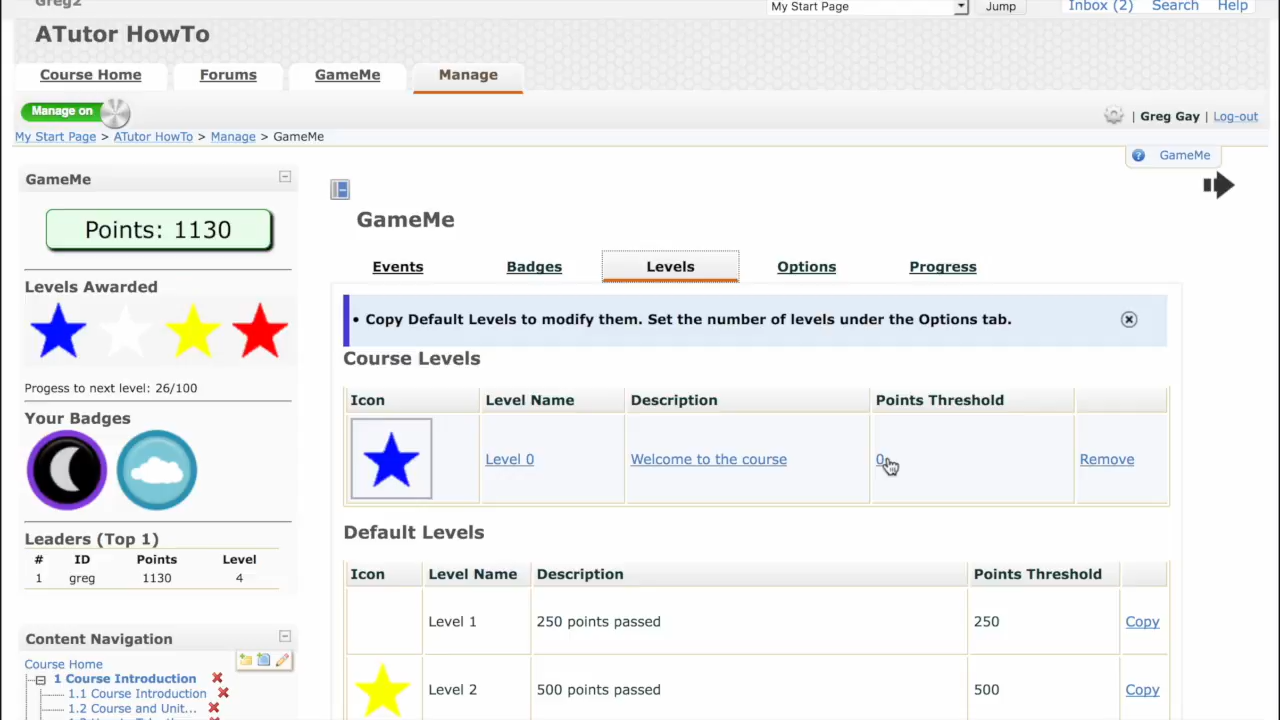 Greg2
My Start Page
Jump
Inbox (2) Search Help
ATutor HowTo
Course Home Forums GameMe Manage
Manage on
| Greg Gay | Log-out
My Start Page > ATutor HowTo > Manage > GameMe
? GameMe
GameMe
Points: 1130
Levels Awarded
Progess to next level: 26/100
Your Badges
Leaders (Top 1)
# ID Points Level
1 greg 1130 4
Content Navigation
Course Home
1 Course Introduction
1.1 Course Introduction
1.2 Course and Unit...
GameMe
Events Badges Levels Options Progress
• Copy Default Levels to modify them. Set the number of levels under the Options tab.
Course Levels
Icon Level Name Description Points Threshold
Level 0 Welcome to the course 0 Remove
Default Levels
Icon Level Name Description Points Threshold
Level 1 250 points passed 250 Copy
Level 2 500 points passed 500 Copy